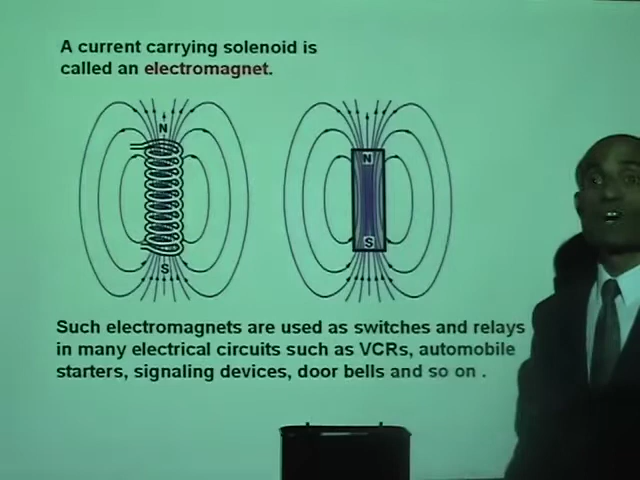 A current carrying solenoid is
called an electromagnet.
N
N
S
S
Such electromagnets are used as switches and relays
in many electrical circuits such as VCRs, automobile
starters, signaling devices, door bells and so on .